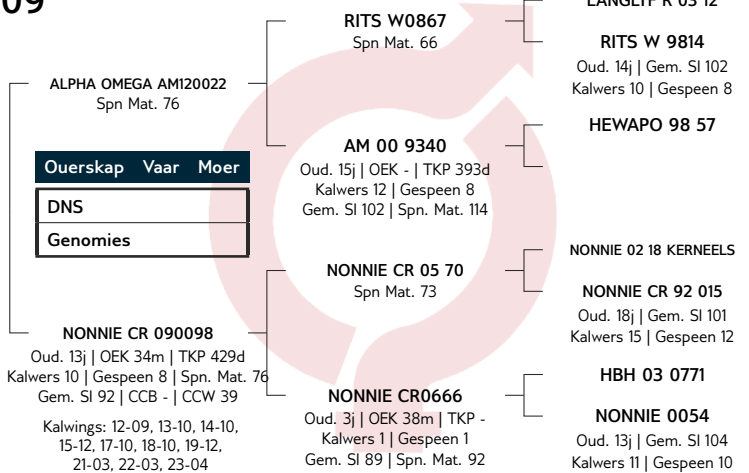 09
ALPHA OMEGA AM120022
Spn Mat. 76
Ouerskap Vaar Moer
DNS
Genomies
NONNIE CR 090098
Oud. 13j | OEK 34m | TKP 429d
Kalwers 10 | Gespeen 8 | Spn. Mat. 76
Gem. SI 92 | CCB - | CCW 39
Kalwings: 12-09, 13-10, 14-10,
15-12, 17-10, 18-10, 19-12,
21-03, 22-03, 23-04
RITS W0867
Spn Mat. 66
AM 00 9340
Oud. 15j | OEK - | TKP 393d
Kalwers 12 | Gespeen 8
Gem. SI 102 | Spn. Mat. 114
NONNIE CR 05 70
Spn Mat. 73
NONNIE CR0666
Oud. 3j | OEK 38m | TKP -
Kalwers 1 | Gespeen 1
Gem. SI 89 | Spn. Mat. 92
RITS W 9814
Oud. 14j | Gem. SI 102
Kalwers 10 | Gespeen 8
HEWAPO 98 57
NONNIE 02 18 KERNEELS
NONNIE CR 92 015
Oud. 18j | Gem. SI 101
Kalwers 15 | Gespeen 12
HBH 03 0771
NONNIE 0054
Oud. 13j | Gem. SI 104
Kalwers 11 | Gespeen 10